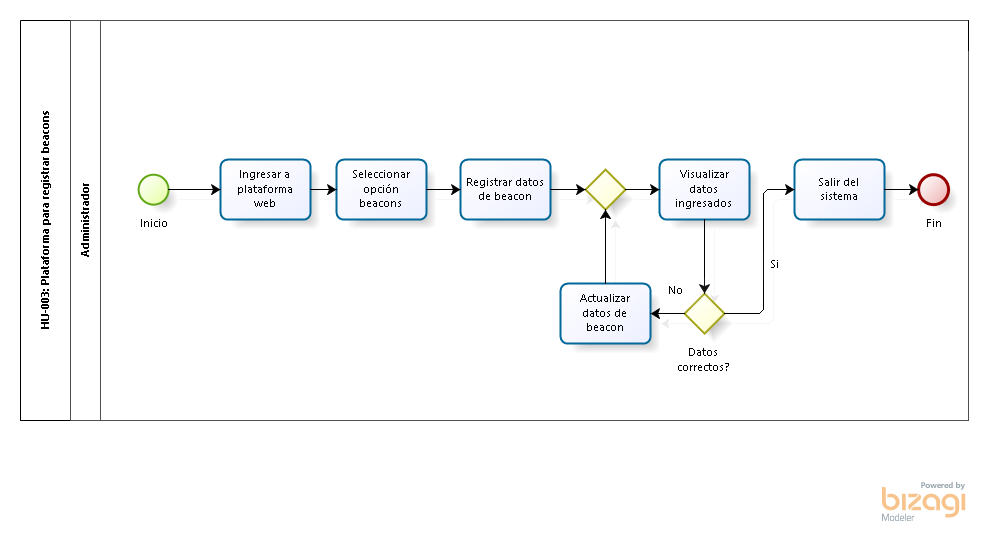 HU-003: Plataforma para registrar beacons
Administrador
Inicio
Ingresar a
plataforma
web
Seleccionar
opción
beacons
Registrar datos
de beacon
Visualizar
datos
ingresados
Salir del
sistema
Fin
Si
No
Actualizar
datos de
beacon
Datos
correctos?
Powered by
bizagi
Modeler